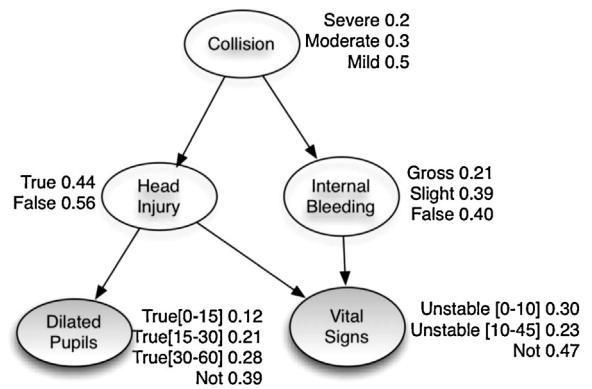 Collision
Severe 0.2
Moderate 0.3
Mild 0.5
True 0.44
False 0.56
Head
Injury
Internal
Bleeding
Gross 0.21
Slight 0.39
False 0.40
Dilated
Pupils
True[0-15] 0.12
True[15-30] 0.21
True[30-60] 0.28
Not 0.39
Vital
Signs
Unstable [0-10] 0.30
Unstable [10-45] 0.23
Not 0.47